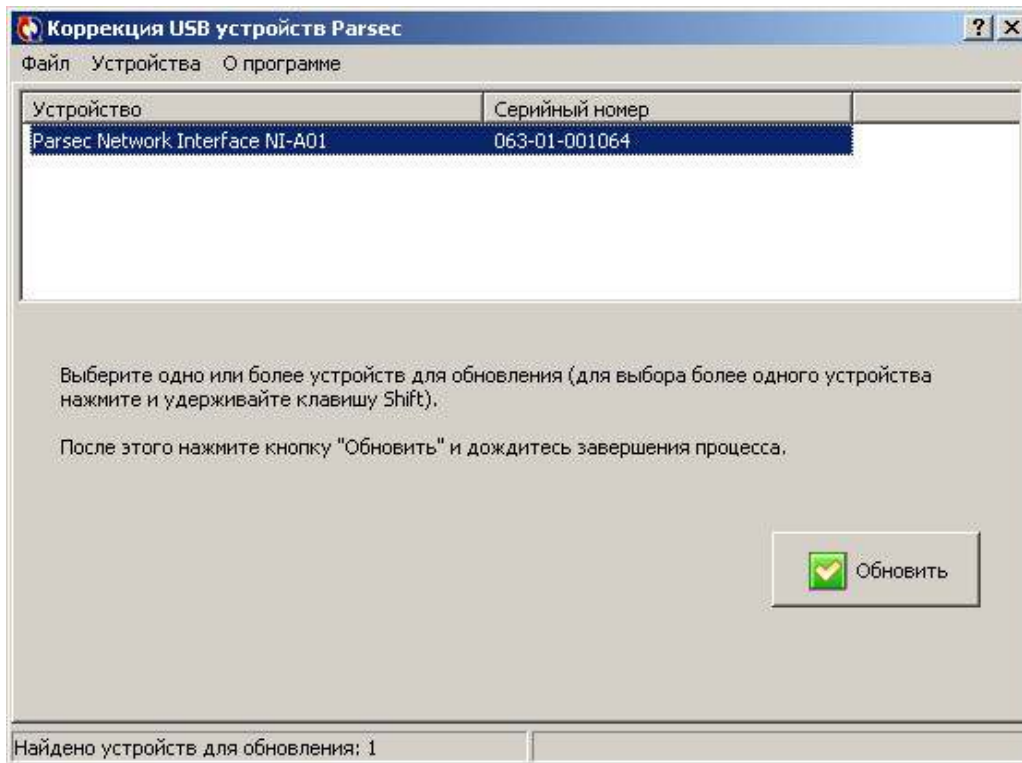 Коррекция USB устройств Parsec
Файл Устройства О программе
Устройство Серийный номер
Parsec Network Interface NI-A01 063-01-001064
Выберите одно или более устройств для обновления (для выбора более одного устройства
нажмите и удерживайте клавишу Shift).
После этого нажмите кнопку "Обновить" и дождитесь завершения процесса.
Обновить
Найдено устройств для обновления: 1